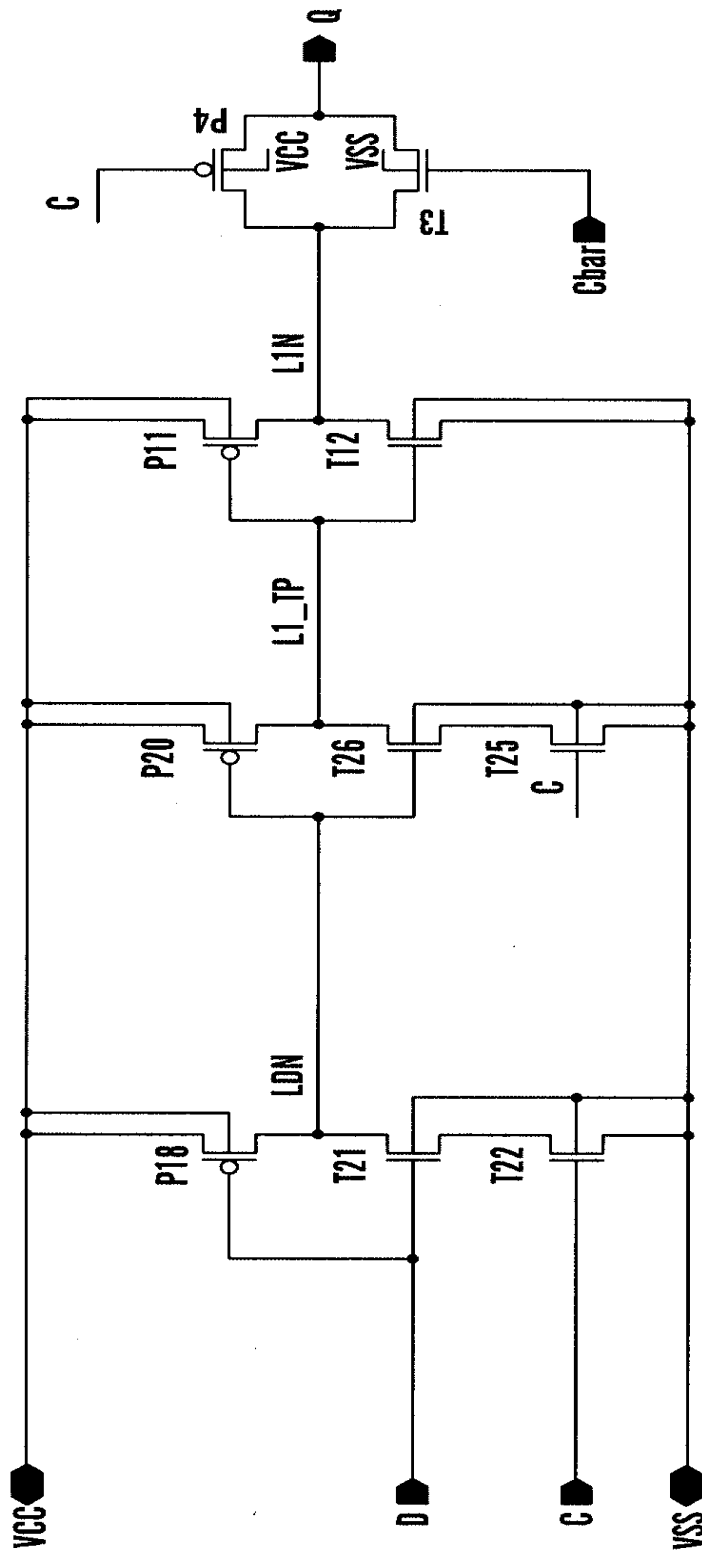 VCC
D
C
VSS
P18
T21
T22
LDN
P20
T26
T25
C
L1_TP
P11
T12
L1N
C
P4
VCC
VSS
T3
Cbar
Q